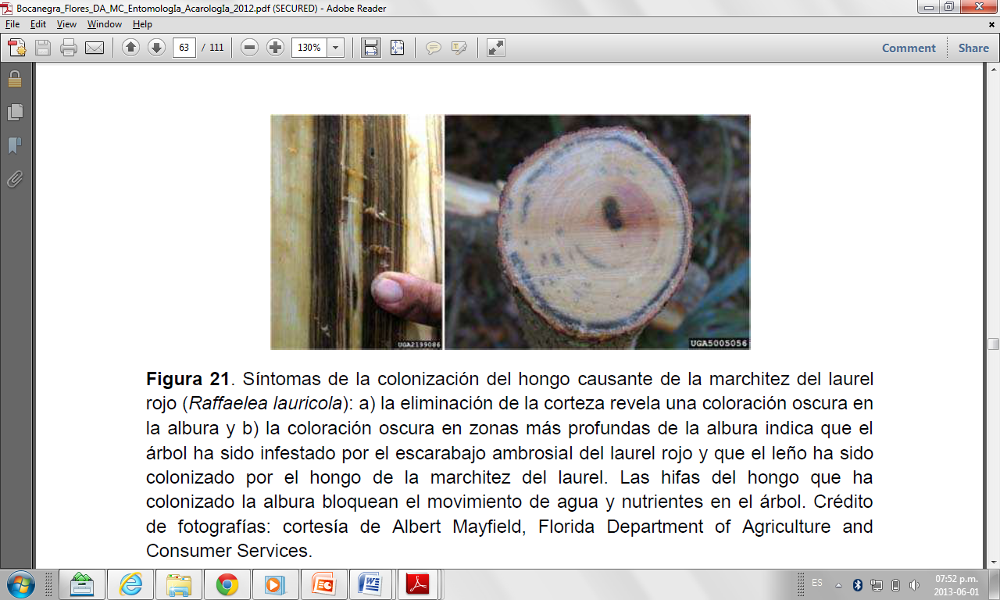 Bocanegra_Flores_DA_MC_EntomologIa_AcarologIa_2012.pdf (SECURED) - Adobe Reader
File Edit View Window Help
63 / 111 130% Comment Share
UGA2199086 UGA5005056
Figura 21. Síntomas de la colonización del hongo causante de la marchitez del laurel
rojo (Raffaelea lauricola): a) la eliminación de la corteza revela una coloración oscura en
la albura y b) la coloración oscura en zonas más profundas de la albura indica que el
árbol ha sido infestado por el escarabajo ambrosial del laurel rojo y que el leño ha sido
colonizado por el hongo de la marchitez del laurel. Las hifas del hongo que ha
colonizado la albura bloquean el movimiento de agua y nutrientes en el árbol. Crédito
de fotografías: cortesía de Albert Mayfield, Florida Department of Agriculture and
Consumer Services.
ES 07:52 p.m.
2013-06-01